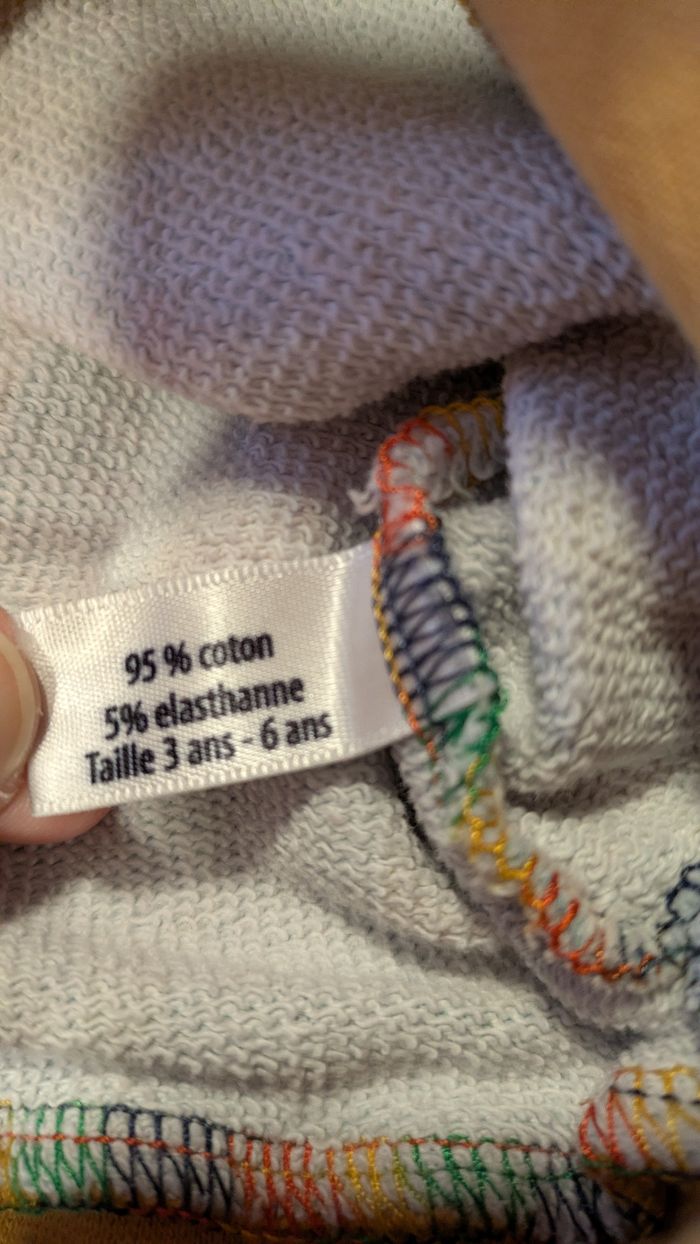 95 % coton
5% elasthanne
Taille 3 ans - 6 ans